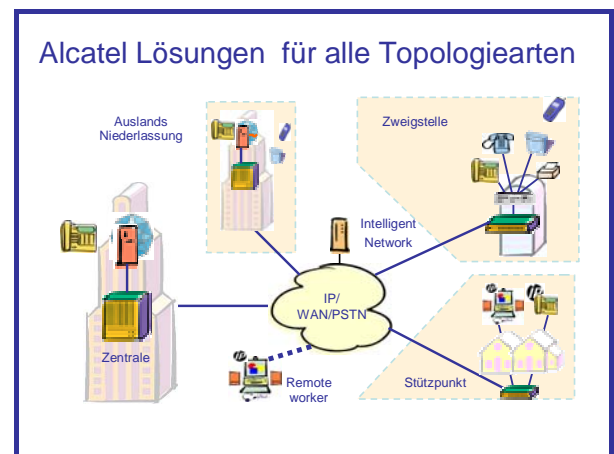 Alcatel Lösungen für alle Topologiearten
Auslands
Niederlassung
Zweigstelle
Intelligent
Network
IP/
WAN/PSTN
Zentrale
Remote
worker
Stützpunkt